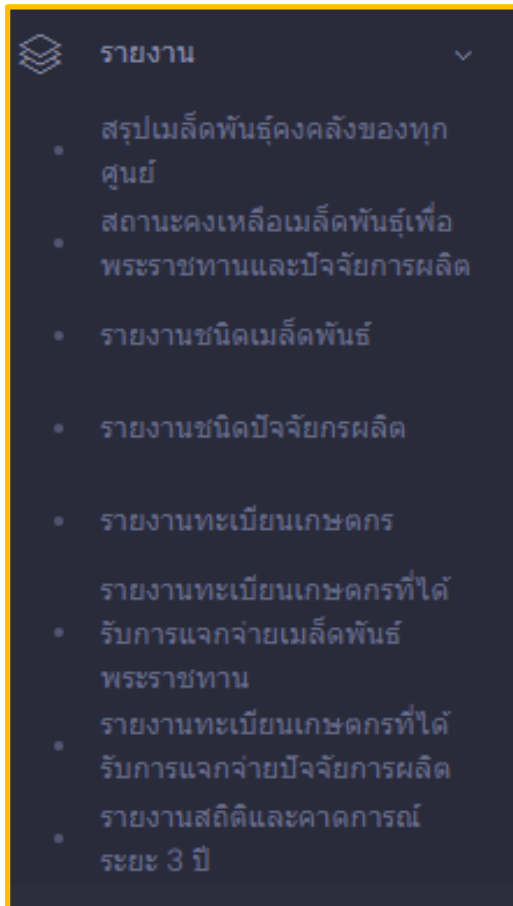 รายงาน
สรุปเมล็ดพันธุ์คงคลังของทุก
ศูนย์
สถานะคงเหลือเมล็ดพันธุ์เพื่อ
พระราชทานและปัจจัยการผลิต
รายงานชนิดเมล็ดพันธ์
รายงานชนิดปัจจัยกรผลิต
รายงานทะเบียนเกษตกร
รายงานทะเบียนเกษตกรที่ได้
รับการแจกจ่ายเมล็ดพันธ์
พระราชทาน
รายงานทะเบียนเกษตกรที่ได้
รับการแจกจ่ายปัจจัยการผลิต
รายงานสถิติและคาดการณ์
ระยะ 3 ปี